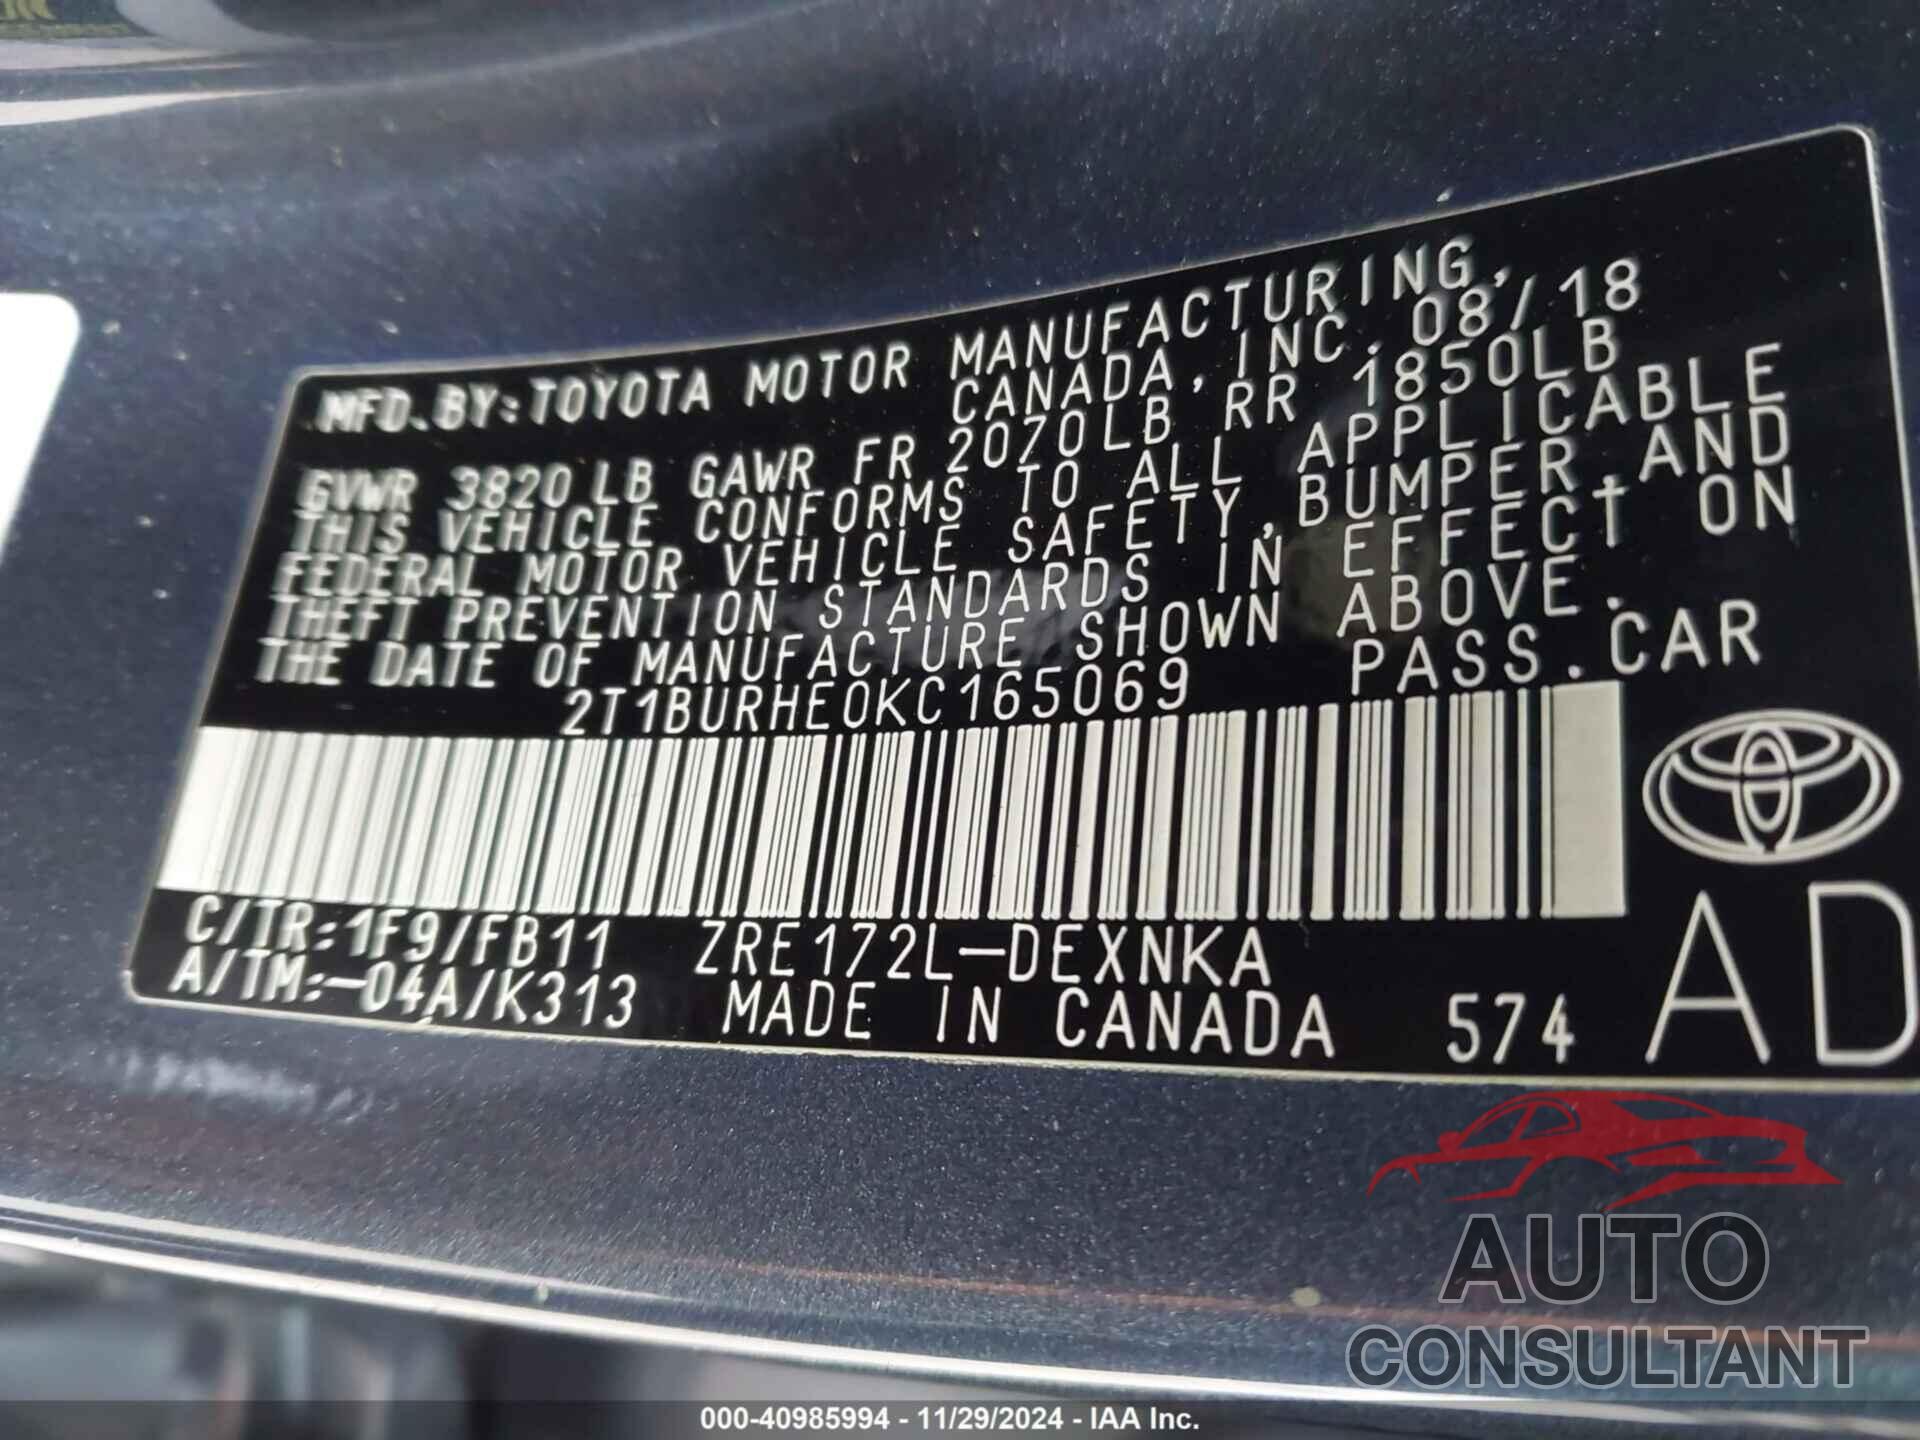 MFD.BY:TOYOTA MOTOR MANUFACTURING,
CANADA,INC.08/18
GVWR 3820LB GAWR FR 2070LB RR 1850LB
THIS VEHICLE CONFORMS TO ALL APPLICABLE
FEDERAL MOTOR VEHICLE SAFETY,BUMPER,AND
THEFT PREVENTION STANDARDS IN EFFECT ON
THE DATE OF MANUFACTURE SHOWN ABOVE.
2T1BURHE0KC165069 PASS.CAR
C/TR:1F9/FB11 ZRE172L-DEXNKA
A/TM:-04A/K313 MADE IN CANADA 574
AD
AUTO
CONSULTANT
000-40985994 - 11/29/2024 - IAA Inc.